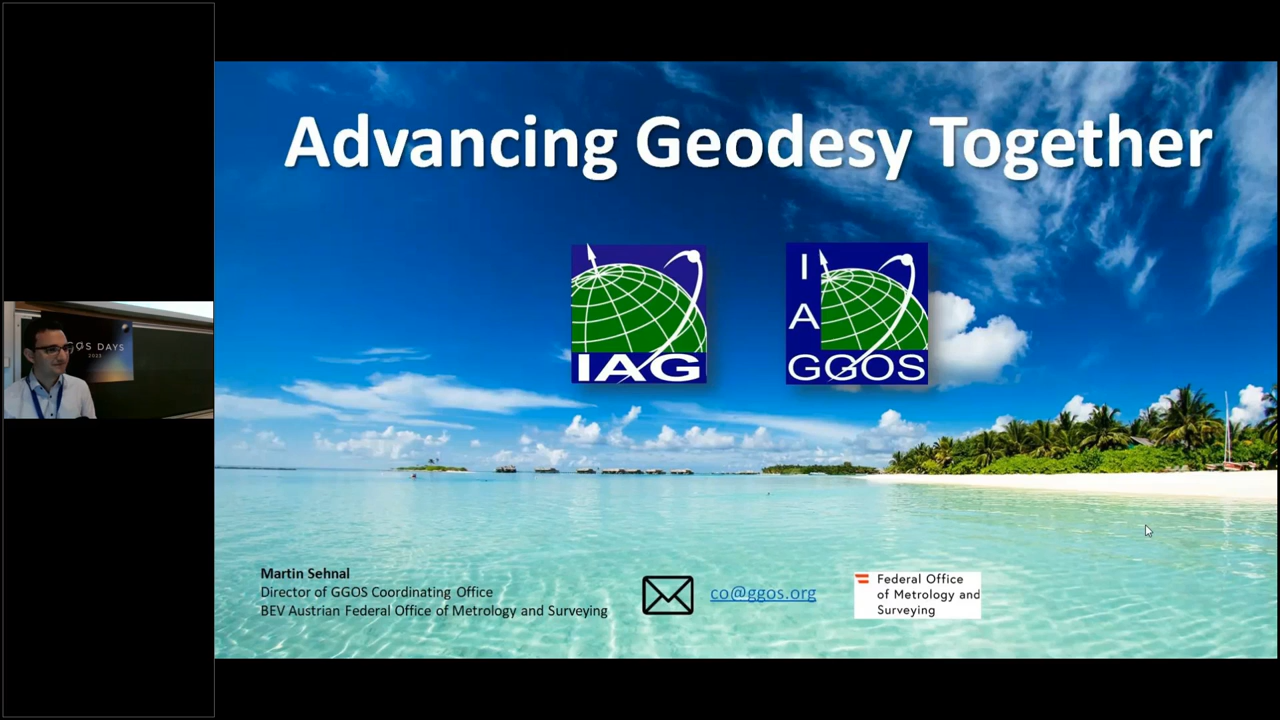 Advancing Geodesy Together
IAG
I
A
GGOS
Martin Sehnal
Director of GGOS Coordinating Office
BEV Austrian Federal Office of Metrology and Surveying
co@ggos.org
Federal Office
of Metrology and
Surveying
DAYS